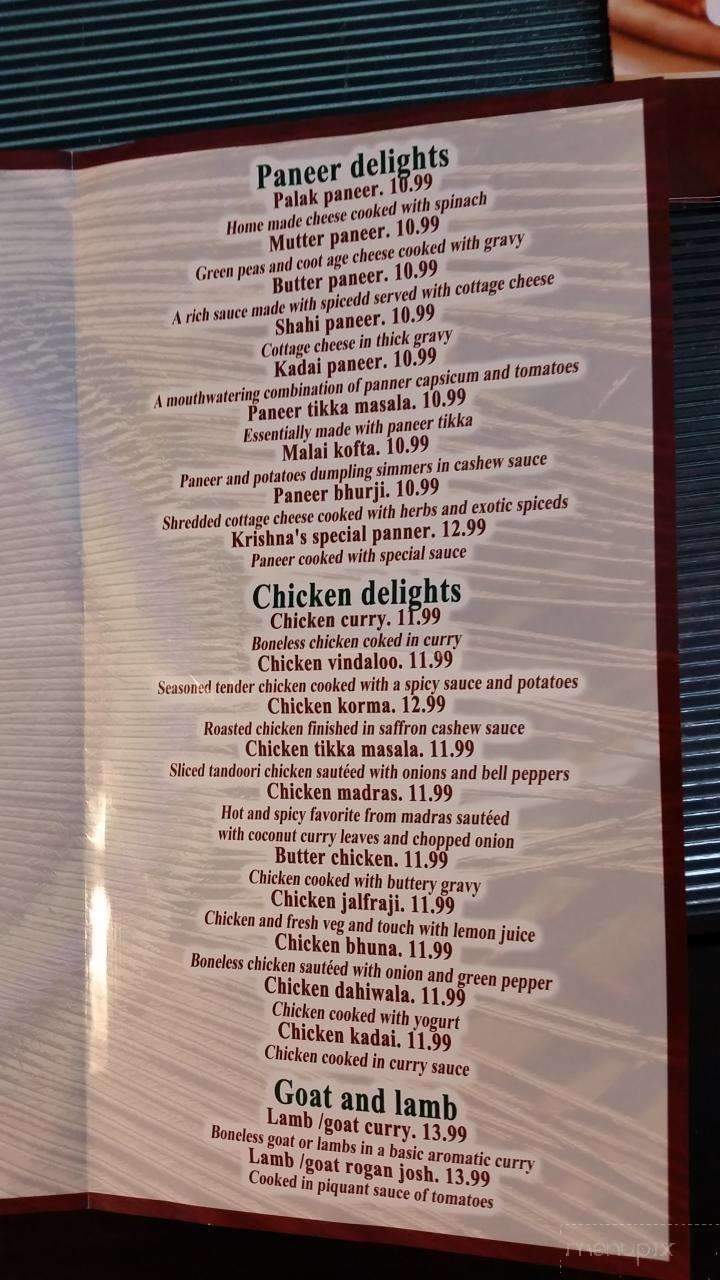 Paneer delights
Palak paneer. 10.99
Home made cheese cooked with spinach
Mutter paneer. 10.99
Green peas and coot age cheese cooked with gravy
Butter paneer. 10.99
A rich sauce made with spicedd served with cottage cheese
Shahi paneer. 10.99
Cottage cheese in thick gravy
Kadai paneer. 10.99
A mouthwatering combination of panner capsicum and tomatoes
Paneer tikka masala. 10.99
Essentially made with paneer tikka
Malai kofta. 10.99
Paneer and potatoes dumpling simmers in cashew sauce
Paneer bhurji. 10.99
Shredded cottage cheese cooked with herbs and exotic spiceds
Krishna's special panner. 12.99
Paneer cooked with special sauce
Chicken delights
Chicken curry. 11.99
Boneless chicken coked in curry
Chicken vindaloo. 11.99
Seasoned tender chicken cooked with a spicy sauce and potatoes
Chicken korma. 12.99
Roasted chicken finished in saffron cashew sauce
Chicken tikka masala. 11.99
Sliced tandoori chicken sautéed with onions and bell peppers
Chicken madras. 11.99
Hot and spicy favorite from madras sautéed
with coconut curry leaves and chopped onion
Butter chicken. 11.99
Chicken cooked with buttery gravy
Chicken jalfraji. 11.99
Chicken and fresh veg and touch with lemon juice
Chicken bhuna. 11.99
Boneless chicken sautéed with onion and green pepper
Chicken dahiwala. 11.99
Chicken cooked with yogurt
Chicken kadai. 11.99
Chicken cooked in curry sauce
Goat and lamb
Lamb /goat curry. 13.99
Boneless goat or lambs in a basic aromatic curry
Lamb /goat rogan josh. 13.99
Cooked in piquant sauce of tomatoes
menupix